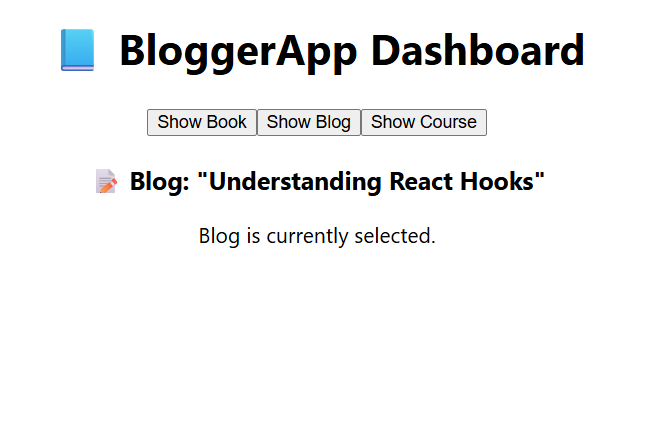 📘 BloggerApp Dashboard
Show Book Show Blog Show Course
📝 Blog: "Understanding React Hooks"
Blog is currently selected.